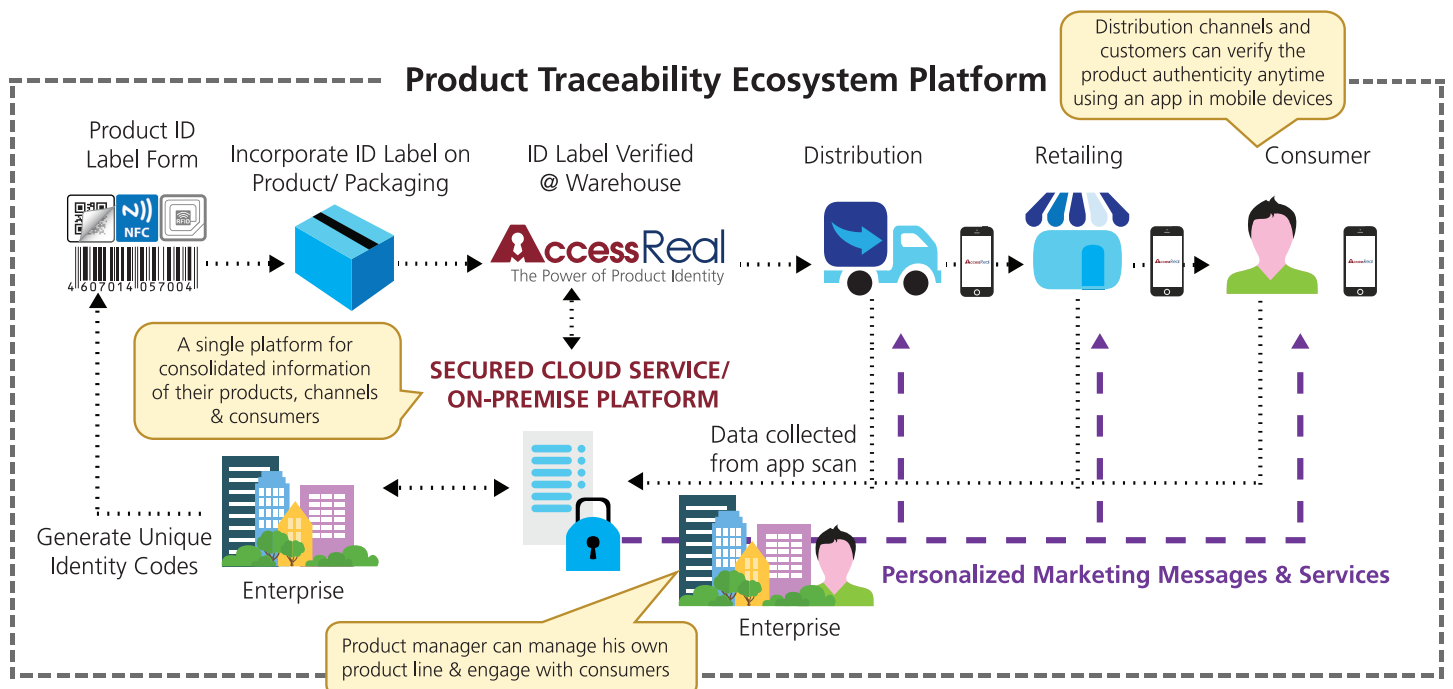 Distribution channels and
customers can verify the
product authenticity anytime
using an app in mobile devices
Product Traceability Ecosystem Platform
Product ID
Label Form
Incorporate ID Label on
Product/ Packaging
ID Label Verified
@ Warehouse
Distribution
Retailing
Consumer
NFC
RFID
4 607014 057004
AccessReal
The Power of Product Identity
AccessReal
AccessReal
AccessReal
A single platform for
consolidated information
of their products, channels
& consumers
SECURED CLOUD SERVICE/
ON-PREMISE PLATFORM
Data collected
from app scan
Generate Unique
Identity Codes
Enterprise
Personalized Marketing Messages & Services
Enterprise
Product manager can manage his own
product line & engage with consumers